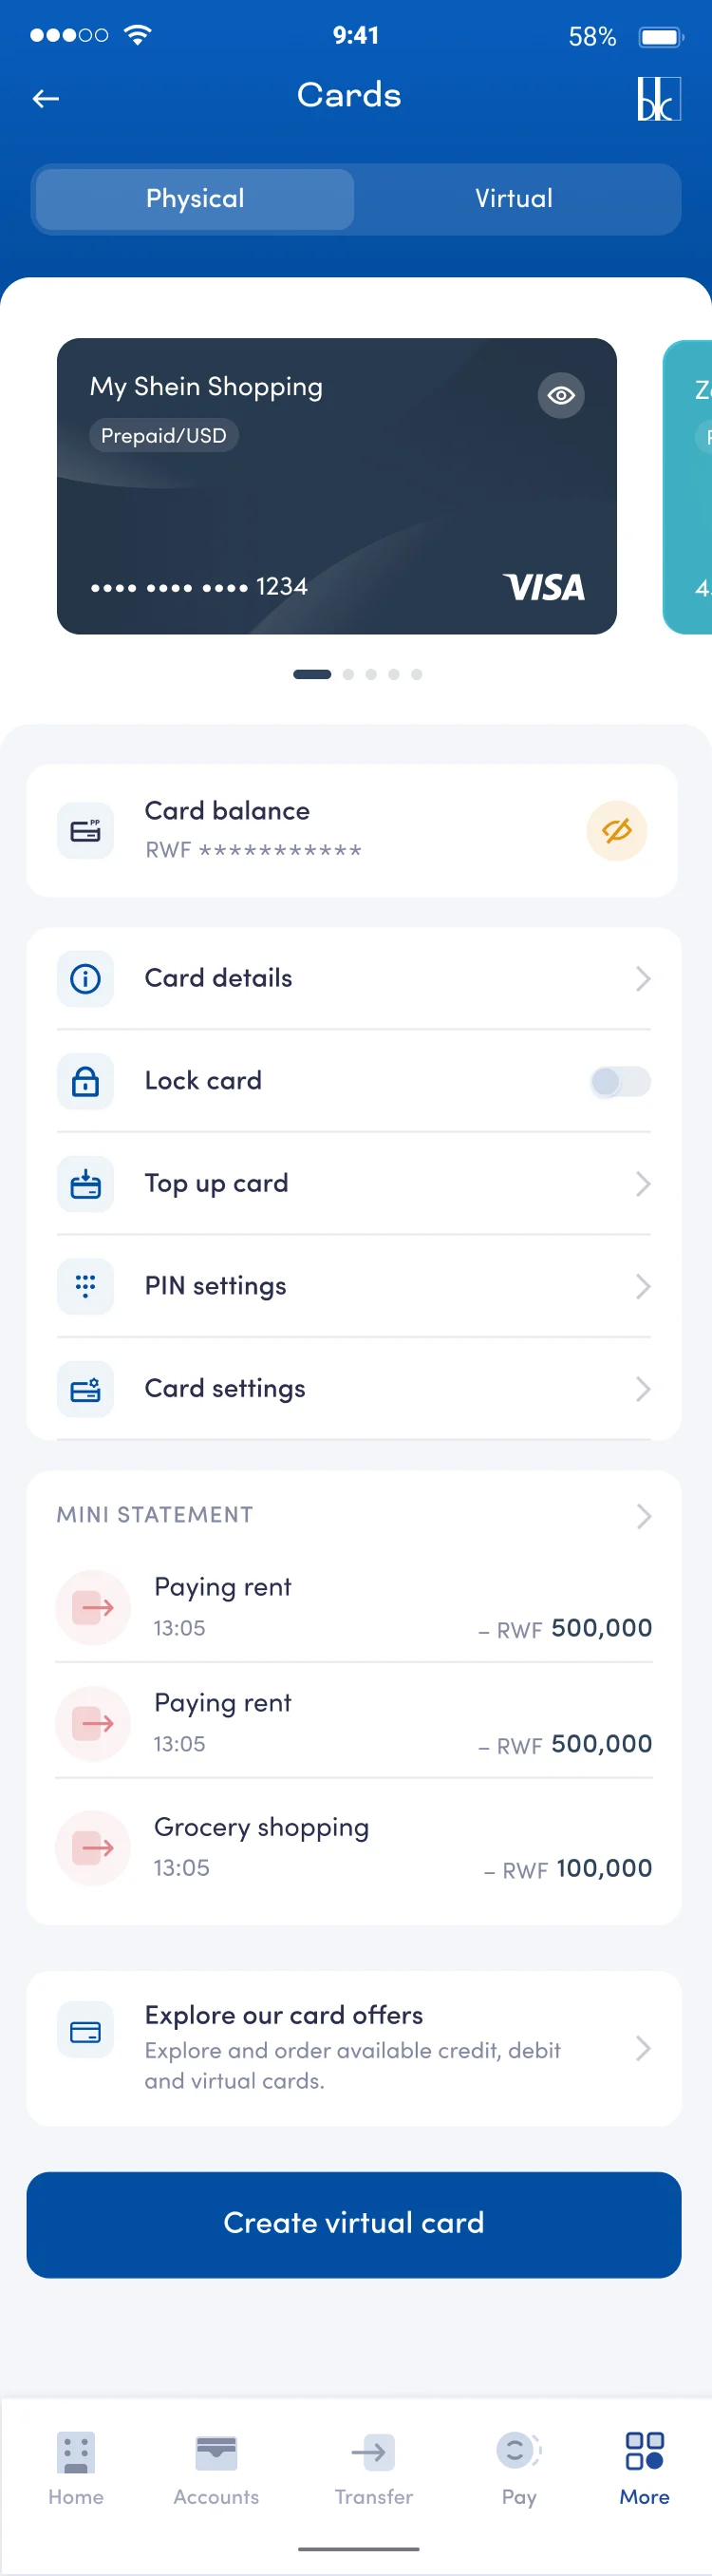 9:41
58%
Cards
bk
Physical
Virtual
My Shein Shopping
Prepaid/USD
•••• •••• •••• 1234
VISA
Card balance
RWF ***********
Card details
Lock card
Top up card
PIN settings
Card settings
MINI STATEMENT
Paying rent
13:05
– RWF 500,000
Paying rent
13:05
– RWF 500,000
Grocery shopping
13:05
– RWF 100,000
Explore our card offers
Explore and order available credit, debit
and virtual cards.
Create virtual card
Home
Accounts
Transfer
Pay
More